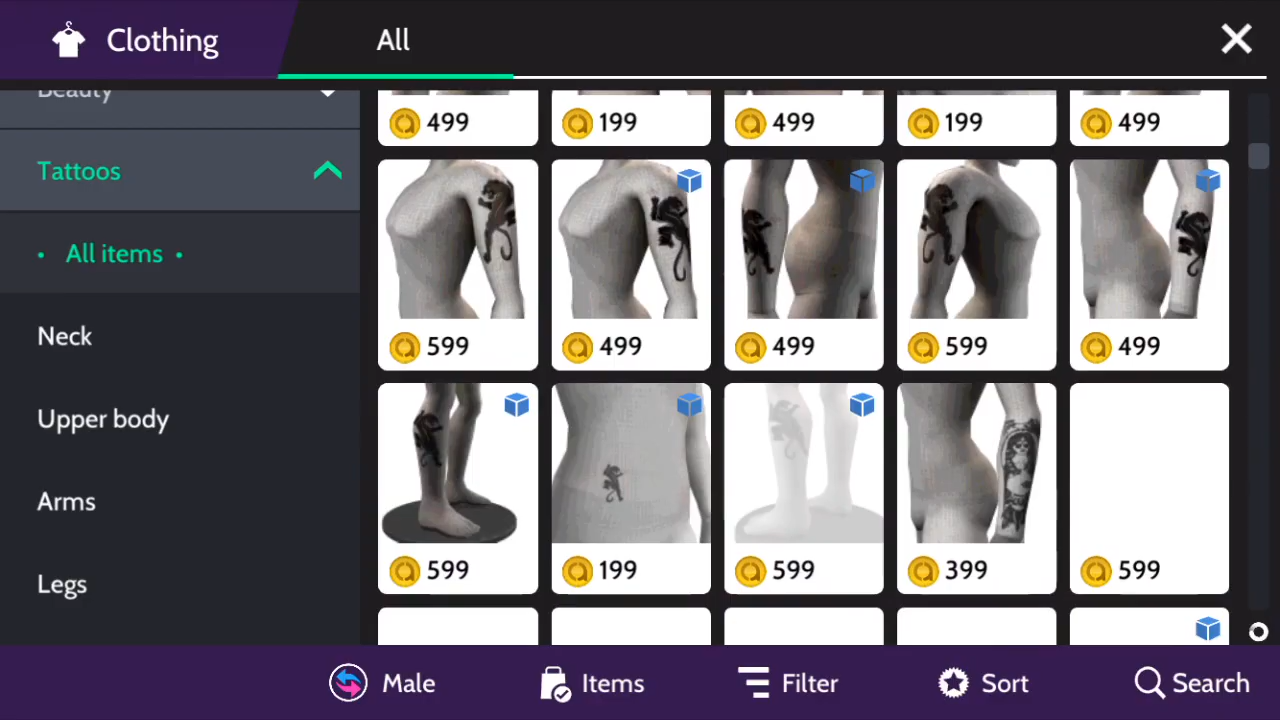 Clothing
All
Beauty
Tattoos
• All items •
Neck
Upper body
Arms
Legs
499
199
499
199
499
599
499
499
599
499
599
199
599
399
599
Male
Items
Filter
Sort
Search